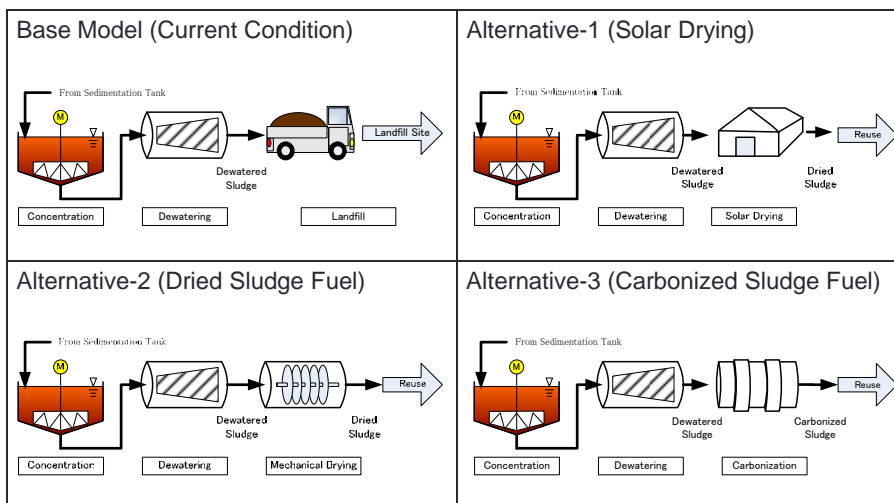 Base Model (Current Condition)
From Sedimentation Tank
M
Landfill Site
Dewatered
Sludge
Concentration
Dewatering
Landfill
Alternative-1 (Solar Drying)
From Sedimentation Tank
M
Reuse
Dewatered
Sludge
Dried
Sludge
Concentration
Dewatering
Solar Drying
Alternative-2 (Dried Sludge Fuel)
From Sedimentation Tank
M
Reuse
Dewatered
Sludge
Dried
Sludge
Concentration
Dewatering
Mechanical Drying
Alternative-3 (Carbonized Sludge Fuel)
From Sedimentation Tank
M
Reuse
Dewatered
Sludge
Carbonized
Sludge
Concentration
Dewatering
Carbonization